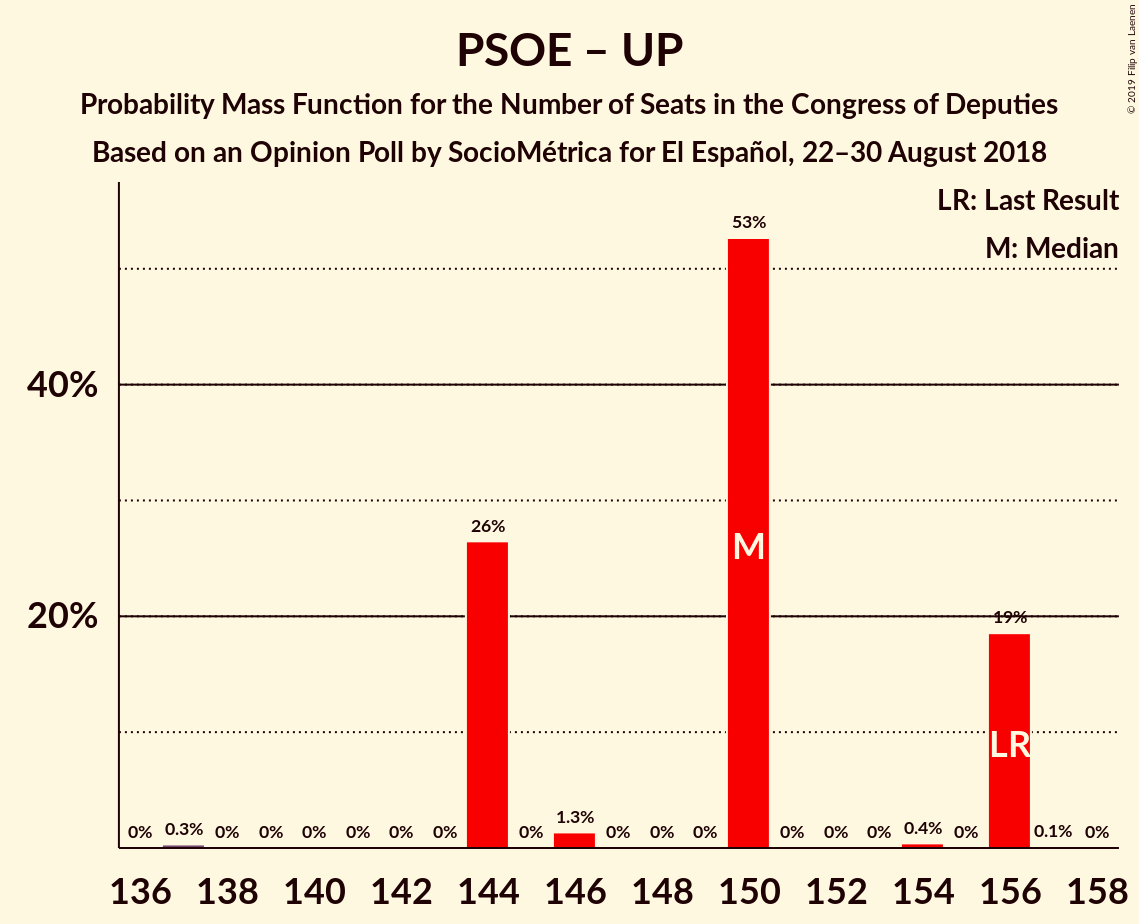 PSOE – UP
Probability Mass Function for the Number of Seats in the Congress of Deputies
Based on an Opinion Poll by SocioMétrica for El Español, 22–30 August 2018
© 2019 Filip van Laenen
LR: Last Result
M: Median
40%
20%
0% 0.3% 0% 0% 0% 0% 0% 0% 26% 0% 1.3% 0% 0% 0% 53% 0% 0% 0% 0.4% 0% 19% 0.1% 0%
M
LR
136 138 140 142 144 146 148 150 152 154 156 158